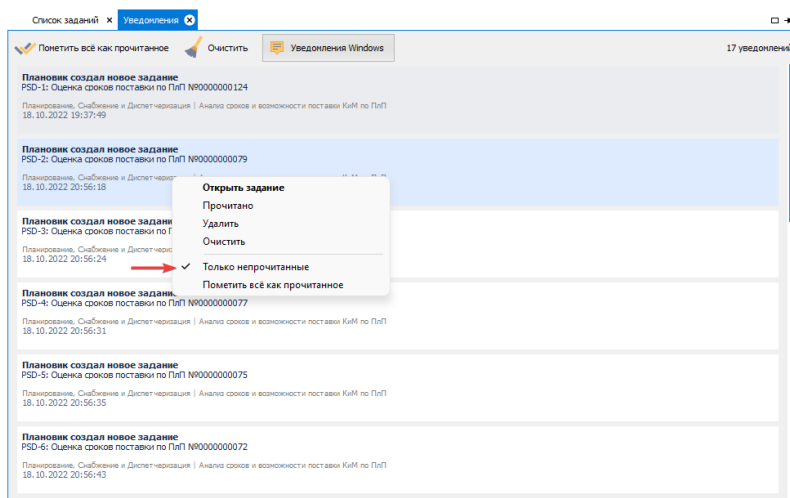 Список заданий
Уведомления
Пометить всё как прочитанное
Очистить
Уведомления Windows
17 уведомлений
Плановик создал новое задание
PSD-1: Оценка сроков поставки по ПлП №0000000124
Планирование, Снабжение и Диспетчеризация | Анализ сроков и возможности поставки КиМ по ПлП
18.10.2022 19:37:49
Плановик создал новое задание
PSD-2: Оценка сроков поставки по ПлП №0000000079
Планирование, Снабжение и
18.10.2022 20:56:18
Открыть задание
Прочитано
Удалить
Очистить
Только непрочитанные
Пометить всё как прочитанное
Плановик создал новое
PSD-3: Оценка сроков поставки по
Планирование, Снабжение и
18.10.2022 20:56:24
Плановик создал новое
PSD-4: Оценка сроков поставки по ПлП №0000000077
Планирование, Снабжение и Диспетчеризация | Анализ сроков и возможности поставки КиМ по ПлП
18.10.2022 20:56:31
Плановик создал новое задание
PSD-5: Оценка сроков поставки по ПлП №0000000075
Планирование, Снабжение и Диспетчеризация | Анализ сроков и возможности поставки КиМ по ПлП
18.10.2022 20:56:35
Плановик создал новое задание
PSD-6: Оценка сроков поставки по ПлП №0000000072
Планирование, Снабжение и Диспетчеризация | Анализ сроков и возможности поставки КиМ по ПлП
18.10.2022 20:56:43